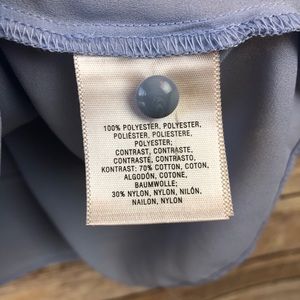 100% POLYESTER, POLYESTER,
POLIÉSTER, POLIESTERE,
POLYESTER;
CONTRAST, CONTRASTE,
CONTRASTÉ, CONTRASTO,
KONTRAST: 70% COTTON, COTON,
ALGODÓN, COTONE,
BAUMWOLLE;
30% NYLON, NYLON, NILÓN,
NAILON, NYLON